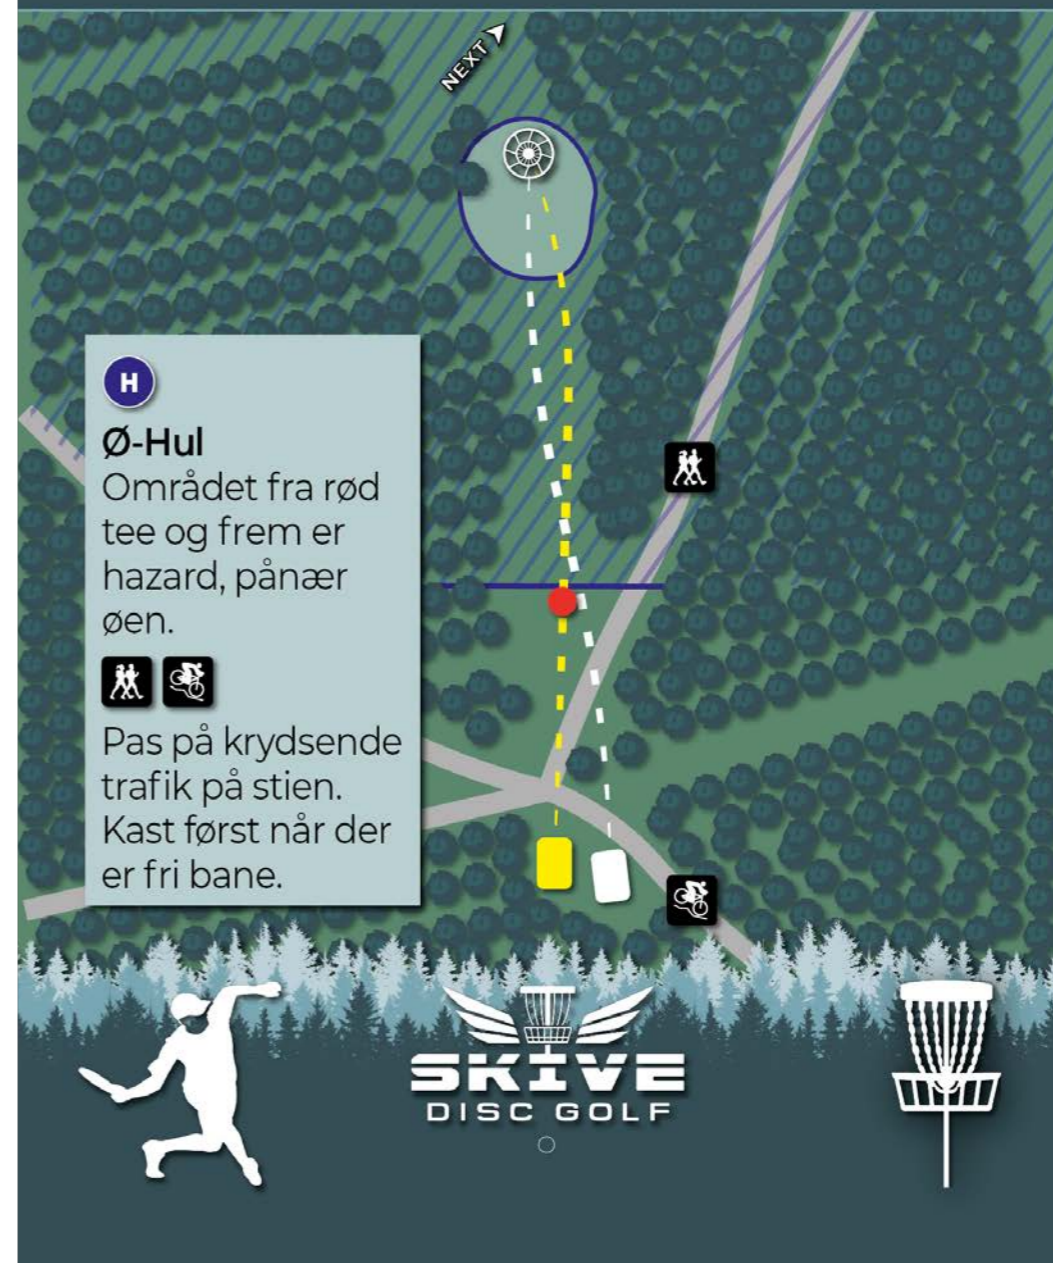 NEXT
H
Ø-Hul
Området fra rød
tee og frem er
hazard, pånær
øen.
Pas på krydsende
trafik på stien.
Kast først når der
er fri bane.
SKIVE
DISC GOLF